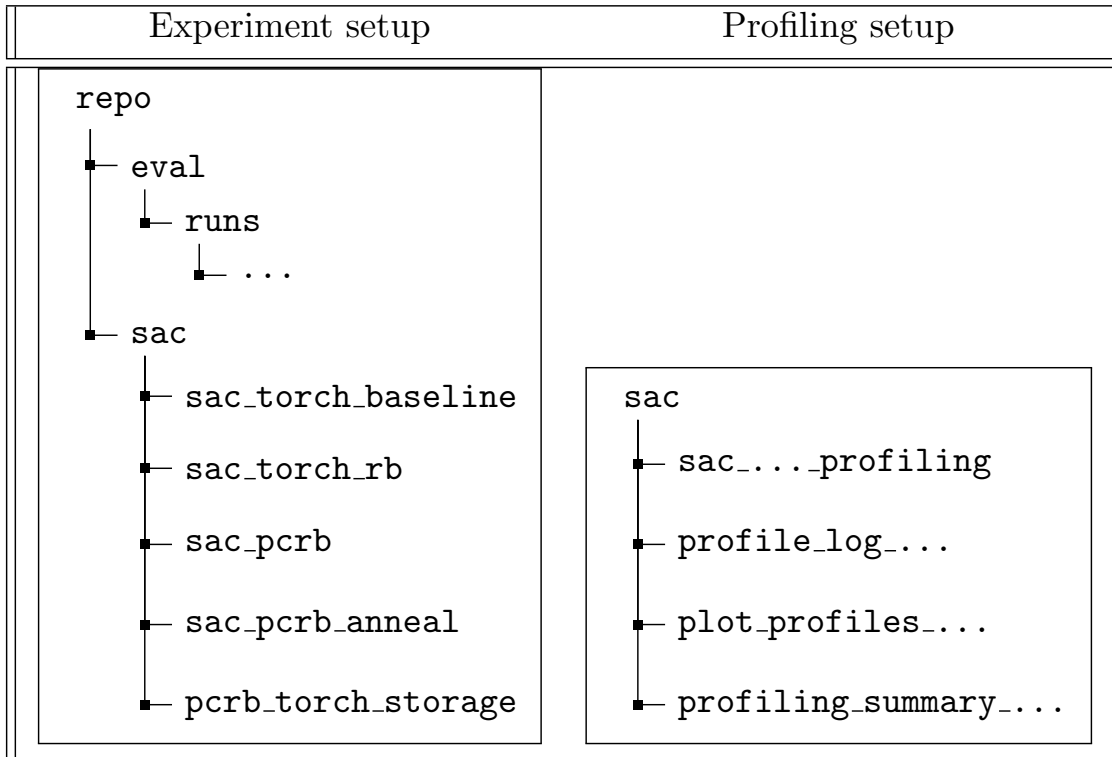 Experiment setup
Profiling setup
repo
eval
runs
...
sac
sac_torch_baseline
sac_torch_rb
sac_pcrb
sac_pcrb_anneal
pcrb_torch_storage
sac
sac_..._profiling
profile_log_...
plot_profiles_...
profiling_summary_...